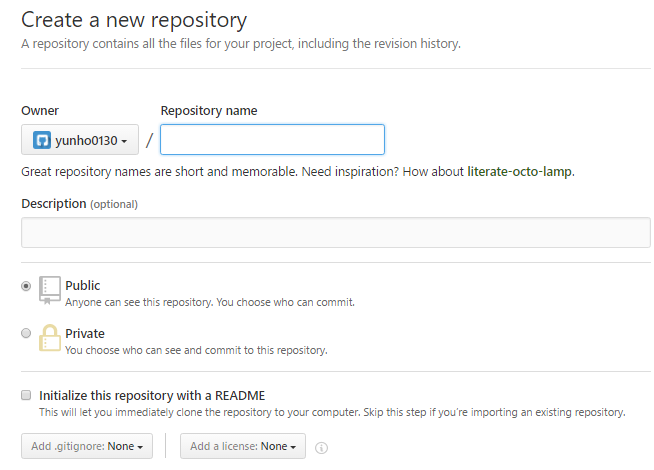 Create a new repository
A repository contains all the files for your project, including the revision history.
Owner Repository name
yunho0130 /
Great repository names are short and memorable. Need inspiration? How about literate-octo-lamp.
Description (optional)
Public
Anyone can see this repository. You choose who can commit.
Private
You choose who can see and commit to this repository.
Initialize this repository with a README
This will let you immediately clone the repository to your computer. Skip this step if you're importing an existing repository.
Add .gitignore: None Add a license: None